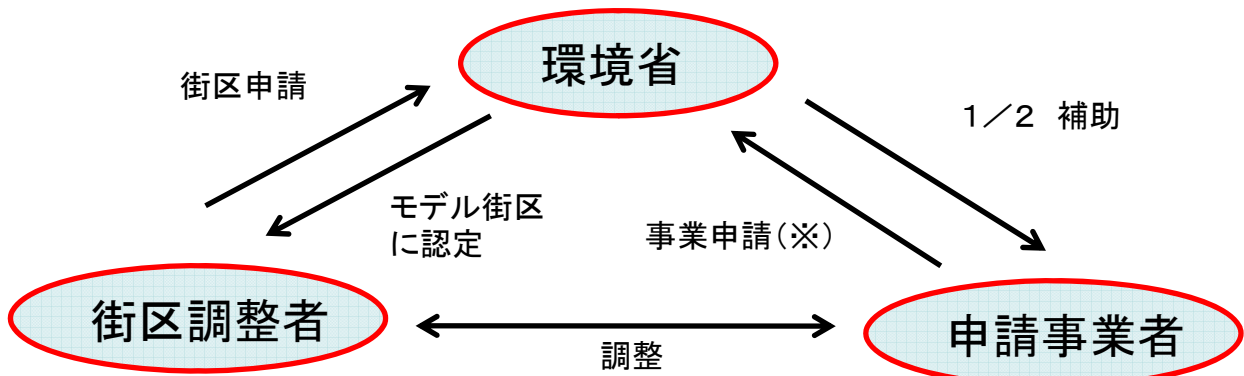 環境省
街区申請
1/2 補助
モデル街区
に認定
事業申請(※)
街区調整者
申請事業者
調整